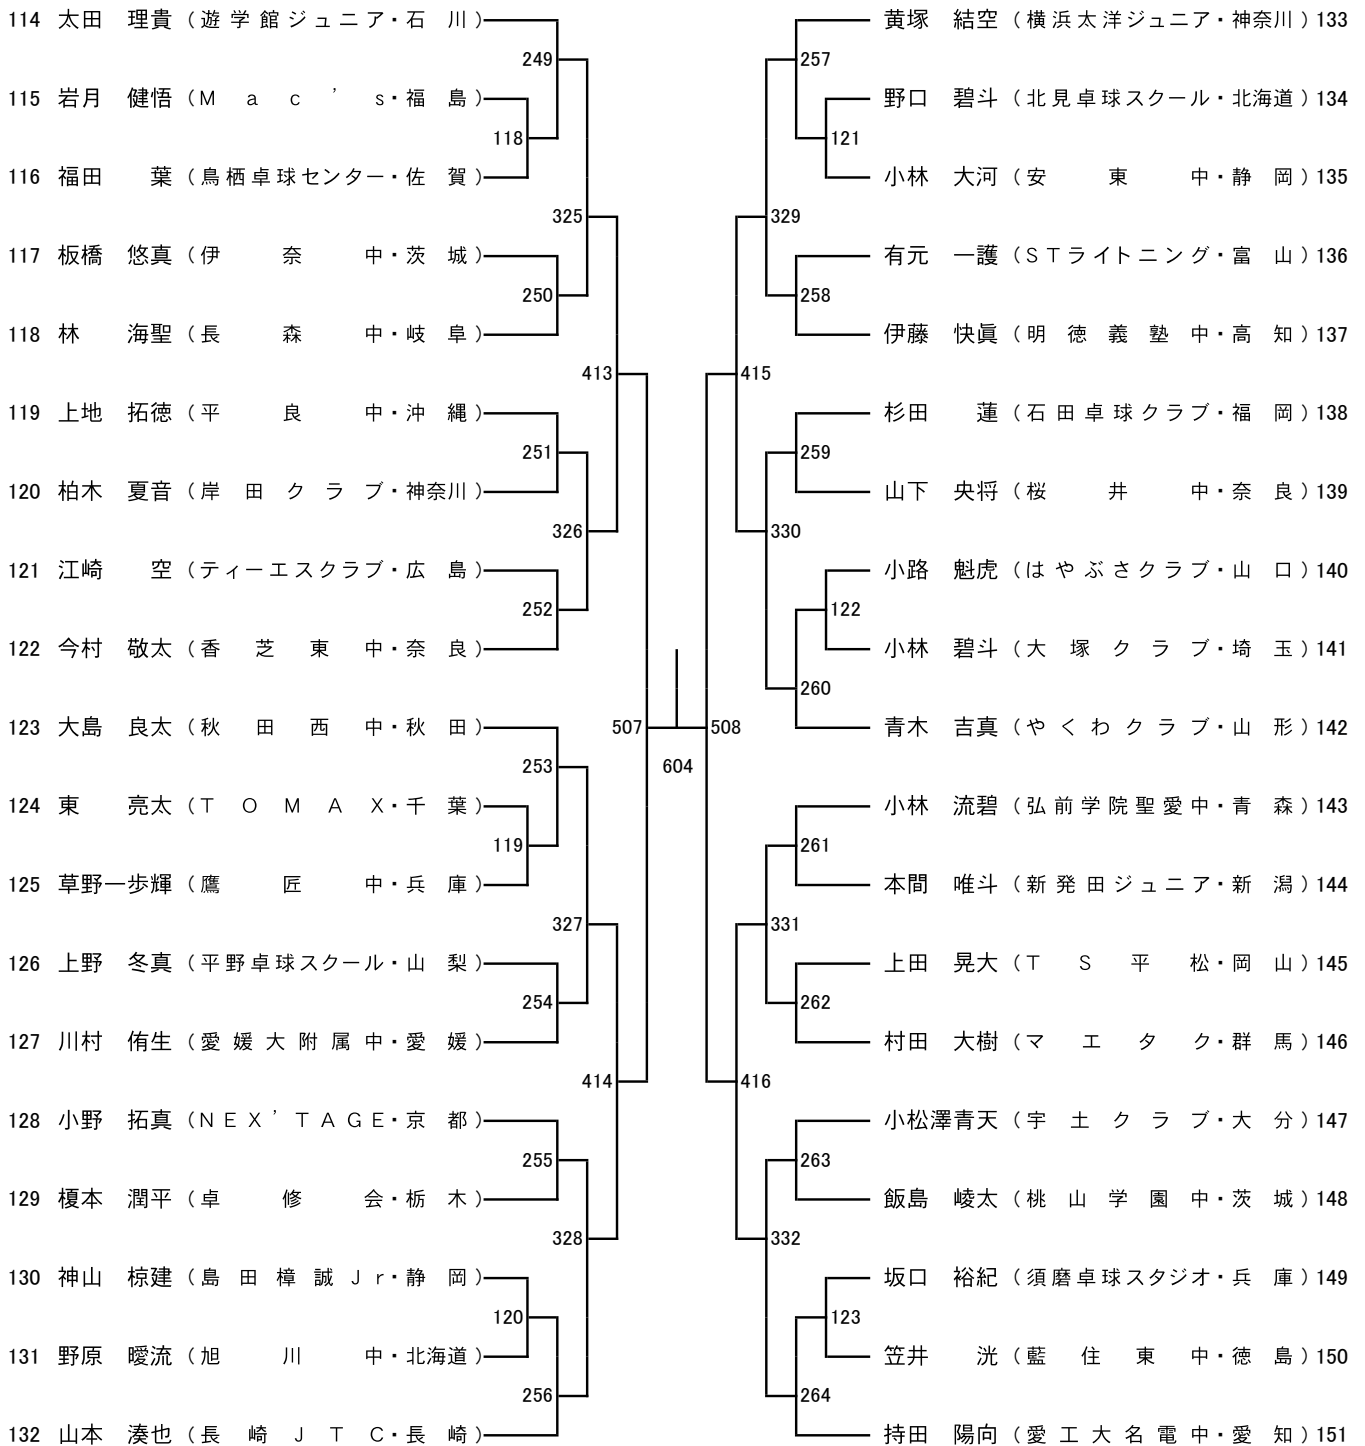 114 太田 理貴 (遊学館ジュニア・石川)
249
115 岩月 健悟 (Mac's・福島)
118
116 福田 葉 (鳥栖卓球センター・佐賀)
325
117 板橋 悠真 (伊奈中・茨城)
250
118 林 海聖 (長森中・岐阜)
413
119 上地 拓徳 (平良中・沖縄)
251
120 柏木 夏音 (岸田クラブ・神奈川)
326
121 江崎 空 (ティーエスクラブ・広島)
252
122 今村 敬太 (香芝東中・奈良)
507
123 大島 良太 (秋田西中・秋田)
253
124 東 亮太 (TOMAX・千葉)
119
125 草野一歩輝 (鷹匠中・兵庫)
327
126 上野 冬真 (平野卓球スクール・山梨)
254
127 川村 侑生 (愛媛大附属中・愛媛)
414
128 小野 拓真 (NEX'TAGE・京都)
255
129 榎本 潤平 (卓修会・栃木)
328
130 神山 椋建 (島田樟誠Jr・静岡)
120
131 野原 曖流 (旭川中・北海道)
256
132 山本 湊也 (長崎JTC・長崎)
604
黄塚 結空 (横浜太洋ジュニア・神奈川) 133
257
野口 碧斗 (北見卓球スクール・北海道) 134
121
小林 大河 (安東中・静岡) 135
329
有元 一護 (STライトニング・富山) 136
258
伊藤 快眞 (明徳義塾中・高知) 137
415
杉田 蓮 (石田卓球クラブ・福岡) 138
259
山下 央将 (桜井中・奈良) 139
330
小路 魁虎 (はやぶさクラブ・山口) 140
122
小林 碧斗 (大塚クラブ・埼玉) 141
260
青木 吉真 (やくわクラブ・山形) 142
508
小林 流碧 (弘前学院聖愛中・青森) 143
261
本間 唯斗 (新発田ジュニア・新潟) 144
331
上田 晃大 (TS平松・岡山) 145
262
村田 大樹 (マエタク・群馬) 146
416
小松澤青天 (宇土クラブ・大分) 147
263
飯島 崚太 (桃山学園中・茨城) 148
332
坂口 裕紀 (須磨卓球スタジオ・兵庫) 149
123
笠井 洸 (藍住東中・徳島) 150
264
持田 陽向 (愛工大名電中・愛知) 151